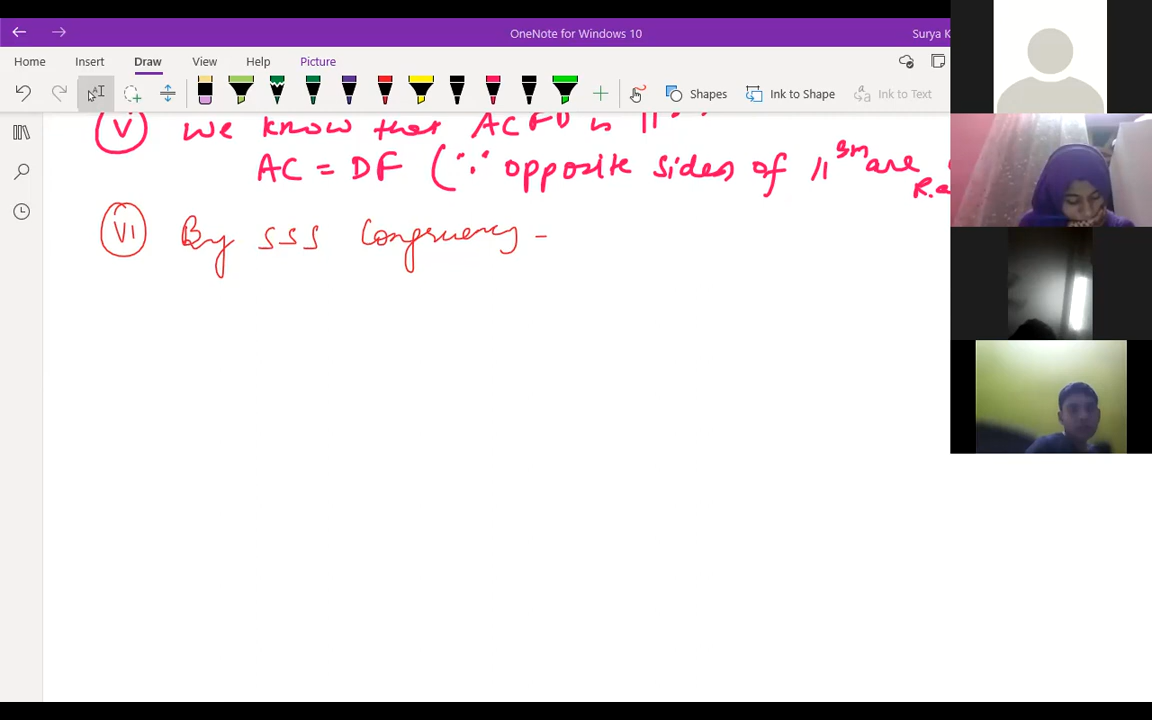 OneNote for Windows 10
Surya K
Home Insert Draw View Help Picture
Shapes Ink to Shape Ink to Text
(V) We know that ACFD is ||
AC = DF (∵ opposite sides of ||gm are
(VI) By SSS Congruency -